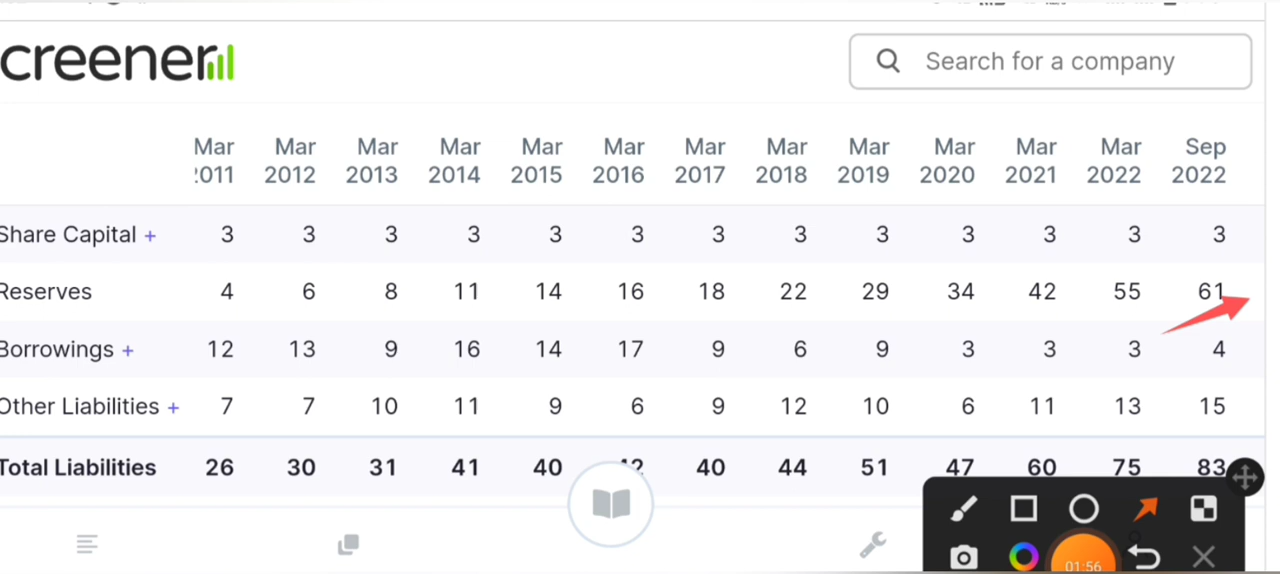 creener
Search for a company
Mar Mar Mar Mar Mar Mar Mar Mar Mar Mar Mar Mar Sep
2011 2012 2013 2014 2015 2016 2017 2018 2019 2020 2021 2022 2022
Share Capital + 3 3 3 3 3 3 3 3 3 3 3 3 3
Reserves 4 6 8 11 14 16 18 22 29 34 42 55 61
Borrowings + 12 13 9 16 14 17 9 6 9 3 3 3 4
Other Liabilities + 7 7 10 11 9 6 9 12 10 6 11 13 15
Total Liabilities 26 30 31 41 40 42 40 44 51 47 60 75 83
01:56